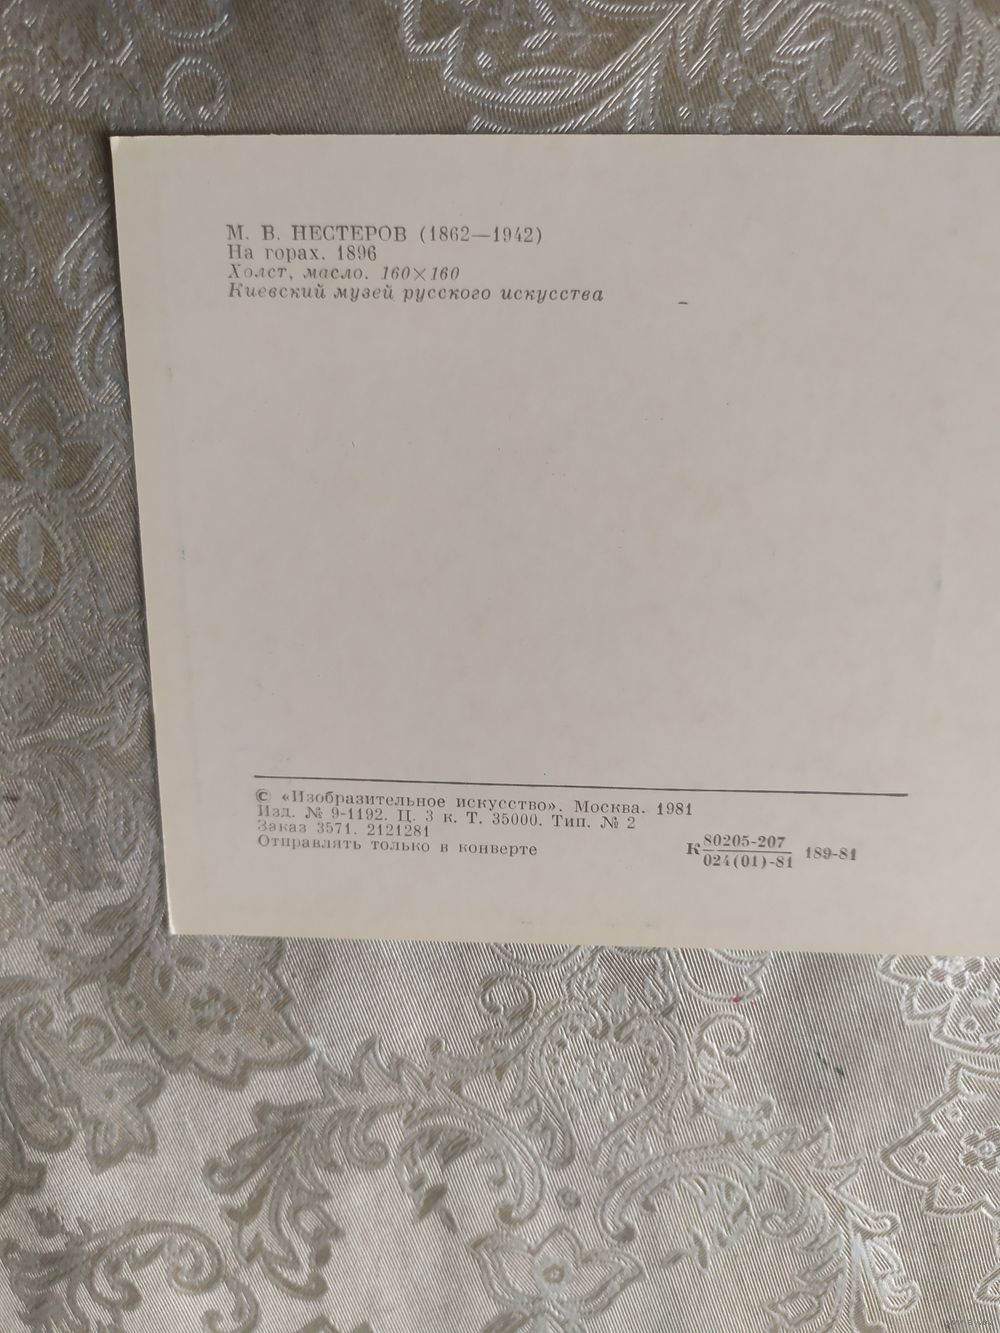 М. В. НЕСТЕРОВ (1862—1942)
На горах. 1896
Холст, масло. 160×160
Киевский музей русского искусства
© «Изобразительное искусство». Москва. 1981
Изд. № 9-1192. Ц. 3 к. Т. 35000. Тип. № 2
Заказ 3571. 2121281
Отправлять только в конверте
К 80205-207
024(01)-81 189-81